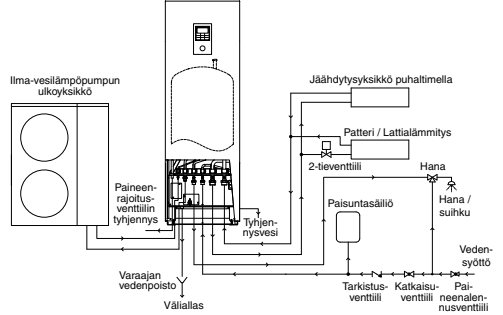 Ilma-vesilämpöpumpun
ulkoyksikkö
Jäähdytysyksikkö puhaltimella
Patteri / Lattialämmitys
2-tieventtiili
Hana
Hana /
suihku
Paineen-
rajoitus-
venttiilin
tyhjennys
Tyhjen-
nysvesi
Paisuntasäiliö
Veden-
syöttö
Varaajan
vedenpoisto
Väliallas
Tarkistus-
venttiili
Katkaisu-
venttiili
Pai-
neenalen-
nusventtiili